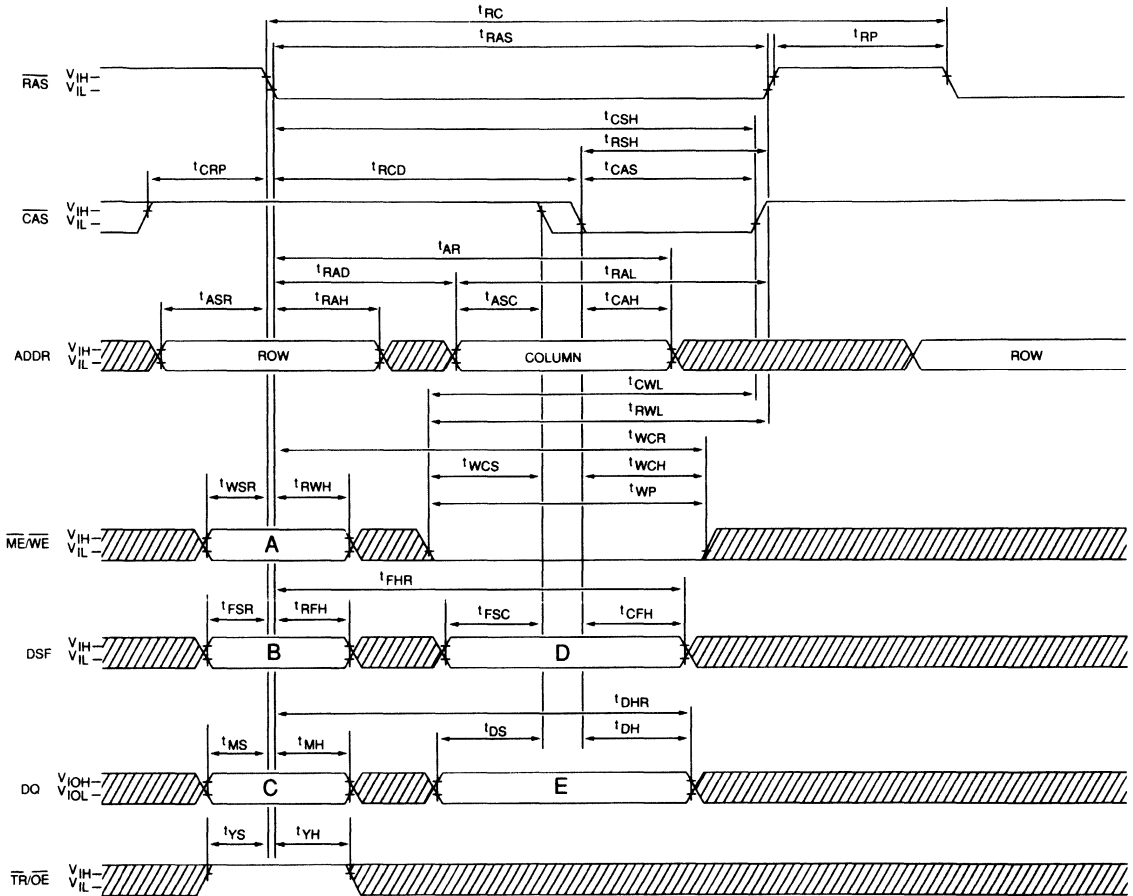 tRC
tRAS
tRP
RAS
VIH
VIL
tCSH
tRSH
tCRP
tRCD
tCAS
CAS
VIH
VIL
tAR
tRAD
tRAL
tASR
tRAH
tASC
tCAH
ADDR
VIH
VIL
ROW
COLUMN
ROW
tCWL
tRWL
tWCR
tWCS
tWCH
tWSR
tRWH
tWP
ME/WE
VIH
VIL
A
tFHR
tFSR
tRFH
tFSC
tCFH
DSF
VIH
VIL
B
D
tDHR
tDS
tDH
tMS
tMH
DQ
VIOH
VIOL
C
E
tYS
tYH
TR/OE
VIH
VIL